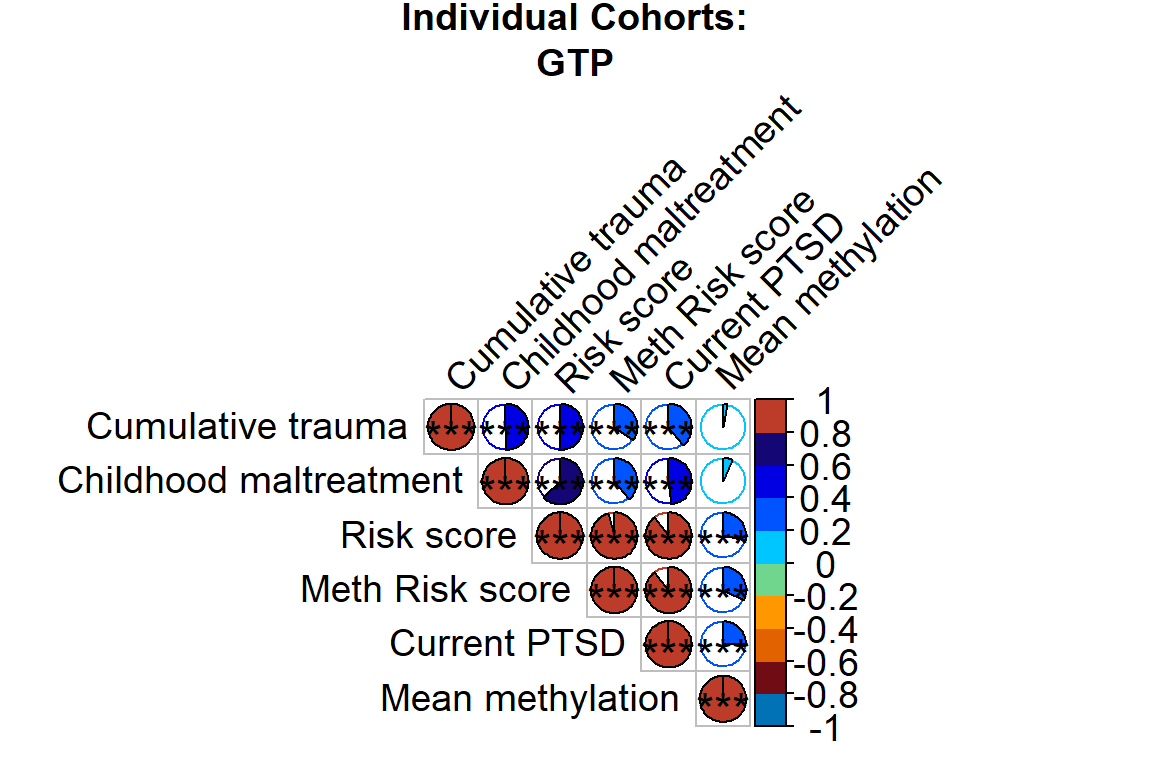 Individual Cohorts:
GTP
Cumulative trauma
Childhood maltreatment
Risk score
Meth Risk score
Current PTSD
Mean methylation
Cumulative trauma
*** *** *** *** ***
Childhood maltreatment
*** *** *** ***
Risk score
*** *** *** ***
Meth Risk score
*** *** ***
Current PTSD
*** ***
Mean methylation
***
1
0.8
0.6
0.4
0.2
0
-0.2
-0.4
-0.6
-0.8
-1